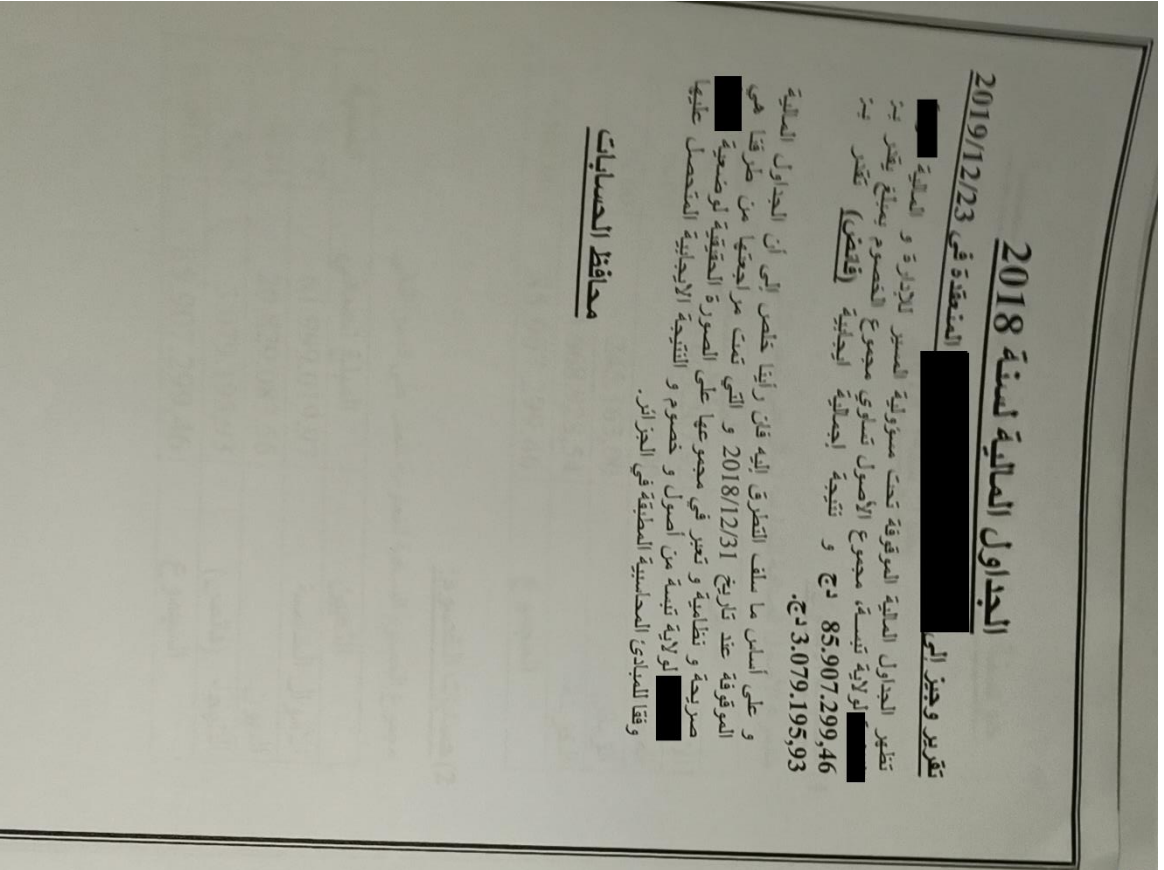 الجداول المالية لسنة 2018
تقرير وجيز إلى
المنعقدة في 2019/12/23
تظهر الجداول المالية الموقوفة تحت مسؤولية المسير للإدارة و المالية
لولاية تبسة، مجموع الأصول تساوي مجموع الخصوم بمبلغ يقدر بـ
85.907.299,46 دج و نتيجة إجمالية ايجابية (فائض) تقدر بـ
3.079.195,93 دج.
و على أساس ما سلف التطرق إليه فان رأينا خلص إلى أن الجداول المالية
الموقوفة عند تاريخ 2018/12/31 و التي تمت مراجعتها من طرفنا هي
صريحة و نظامية و تعبر في مجموعها على الصورة الحقيقية لوضعية
لولاية تبسة من أصول و خصوم و النتيجة الايجابية المتحصل عليها
وفقا للمبادئ المحاسبية المطبقة في الجزائر.
محافظ الحسابات